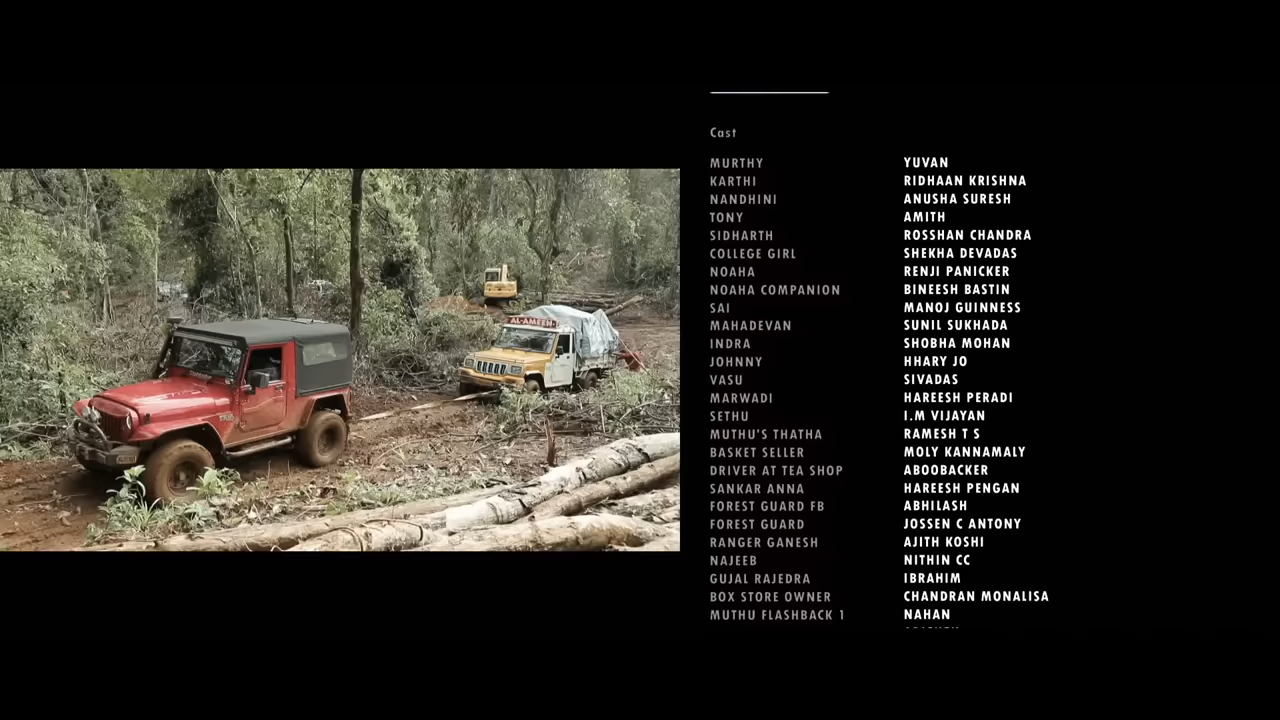 Cast
MURTHY YUVAN
KARTHI RIDHAAN KRISHNA
NANDHINI ANUSHA SURESH
TONY AMITH
SIDHARTH ROSSHAN CHANDRA
COLLEGE GIRL SHEKHA DEVADAS
NOAHA RENJI PANICKER
NOAHA COMPANION BINEESH BASTIN
SAI MANOJ GUINNESS
MAHADEVAN SUNIL SUKHADA
INDRA SHOBHA MOHAN
JOHNNY HHARY JO
VASU SIVADAS
MARWADI HAREESH PERADI
SETHU I.M VIJAYAN
MUTHU'S THATHA RAMESH T S
BASKET SELLER MOLY KANNAMALY
DRIVER AT TEA SHOP ABOOBACKER
SANKAR ANNA HAREESH PENGAN
FOREST GUARD FB ABHILASH
FOREST GUARD JOSSEN C ANTONY
RANGER GANESH AJITH KOSHI
NAJEEB NITHIN CC
GUJAL RAJEDRA IBRAHIM
BOX STORE OWNER CHANDRAN MONALISA
MUTHU FLASHBACK 1 NAHAN
AL-AMEEN